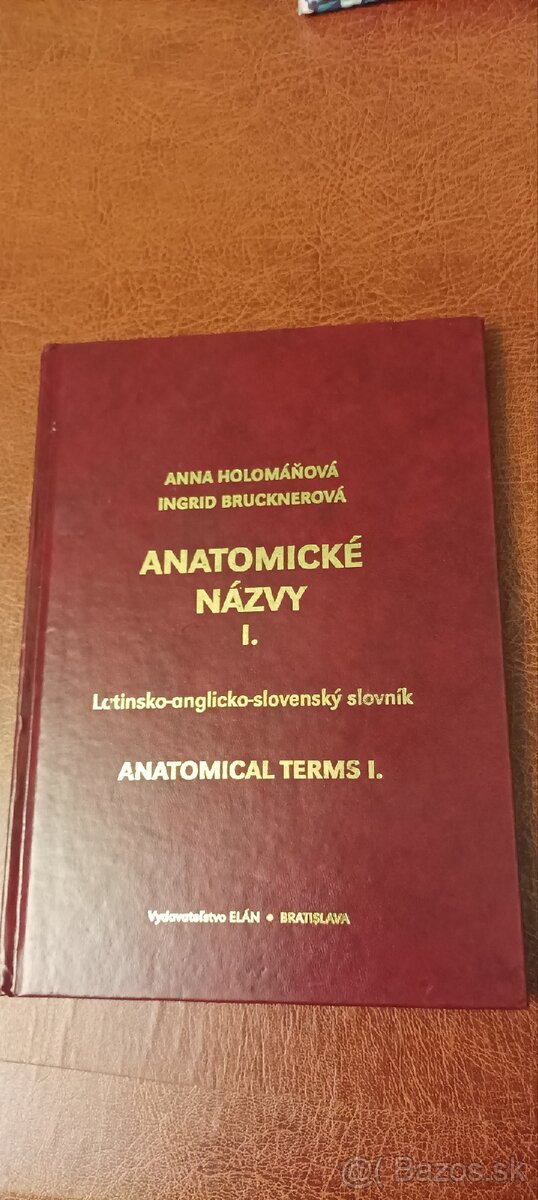 ANNA HOLOMÁŇOVÁ
INGRID BRUCKNEROVÁ
ANATOMICKÉ
NÁZVY
I.
Latinsko-anglicko-slovenský slovník
ANATOMICAL TERMS I.
Vydavateľstvo ELÁN • BRATISLAVA
@( Bazos.sk